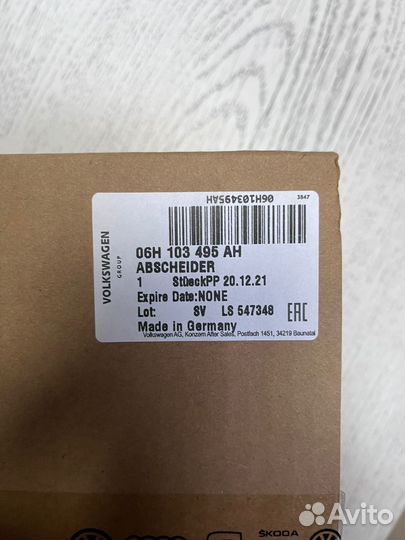 06H103495AH
3847
VOLKSWAGEN
GROUP
06H 103 495 AH
ABSCHEIDER
1 StûeckPP 20.12.21
Expire Date:NONE
Lot: SV LS 547348
Made in Germany
Volkswagen AG, Konzern After Sales, Postfach 1451, 34219 Baunatal
EAC
ŠKODA
Avito